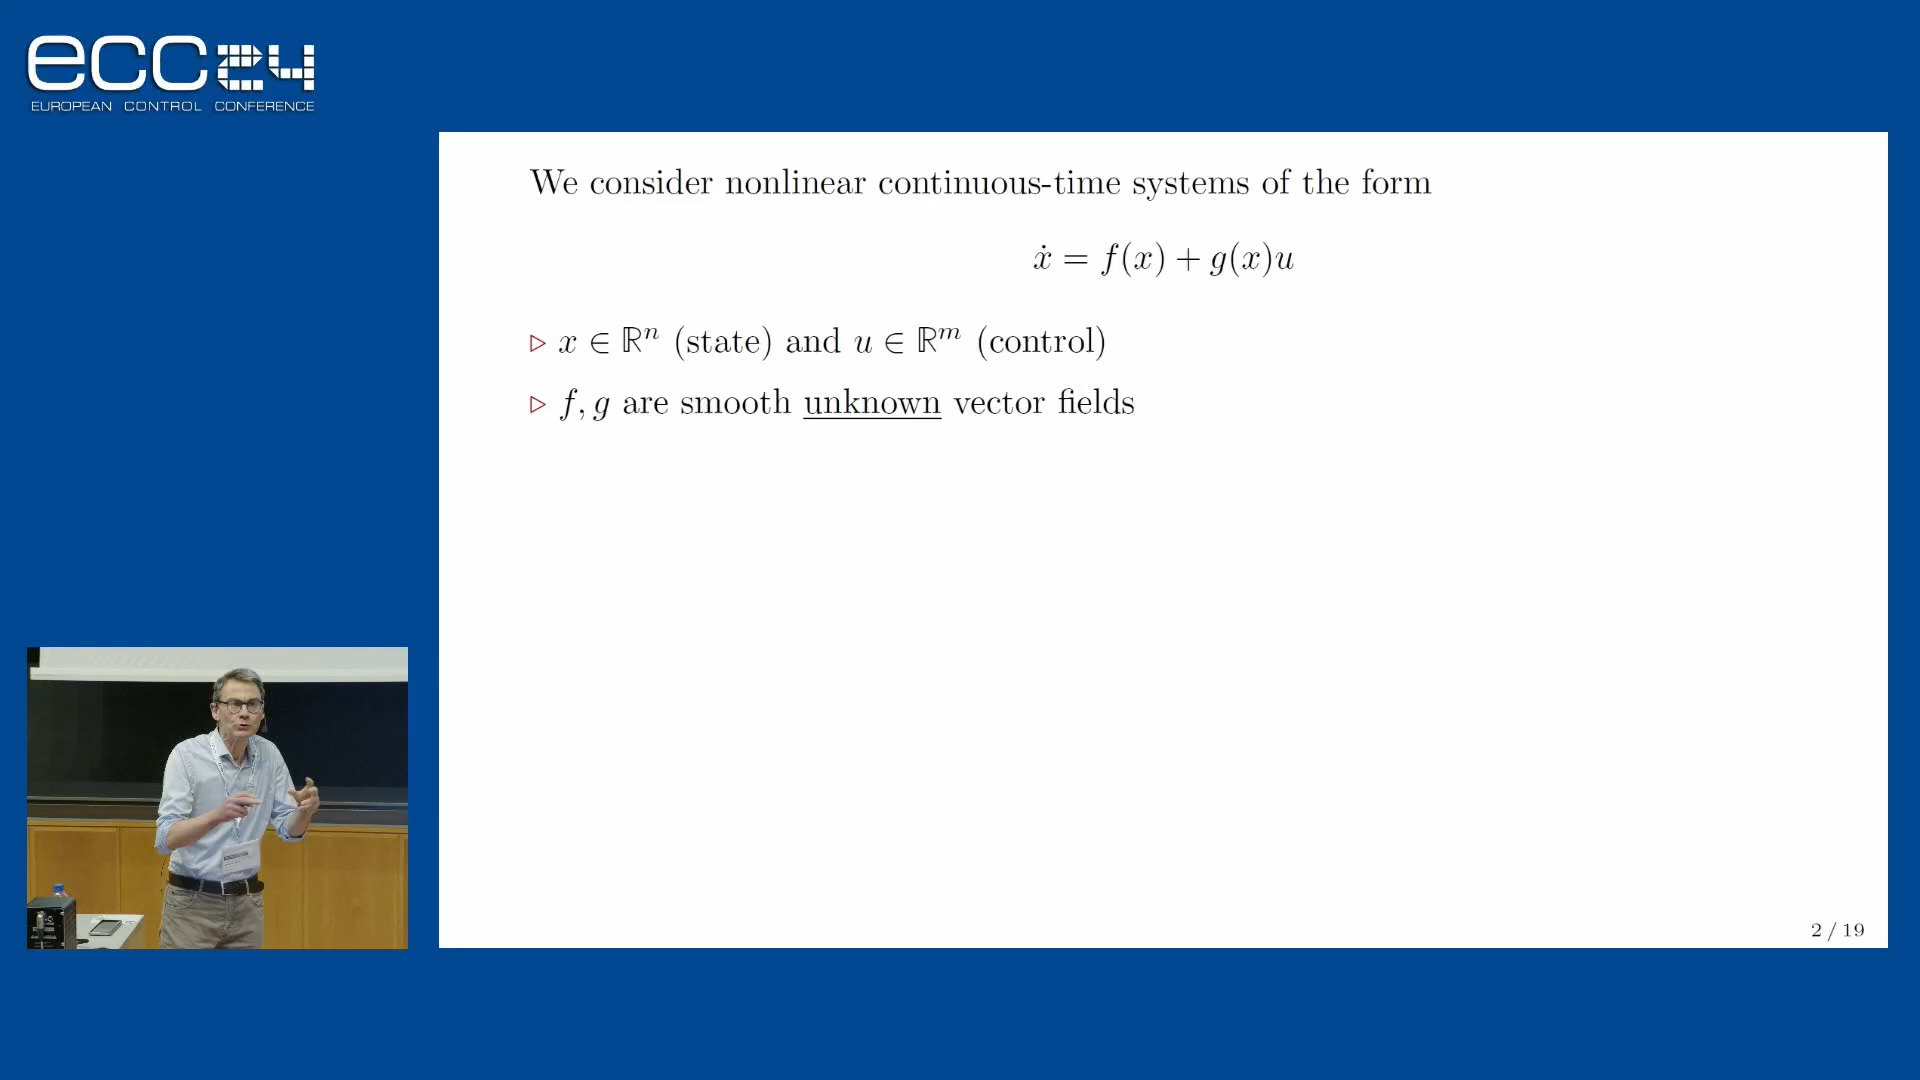 ecc24
EUROPEAN CONTROL CONFERENCE
We consider nonlinear continuous-time systems of the form
ẋ = f(x) + g(x)u
▷ x ∈ ℝⁿ (state) and u ∈ ℝᵐ (control)
▷ f, g are smooth unknown vector fields
2 / 19